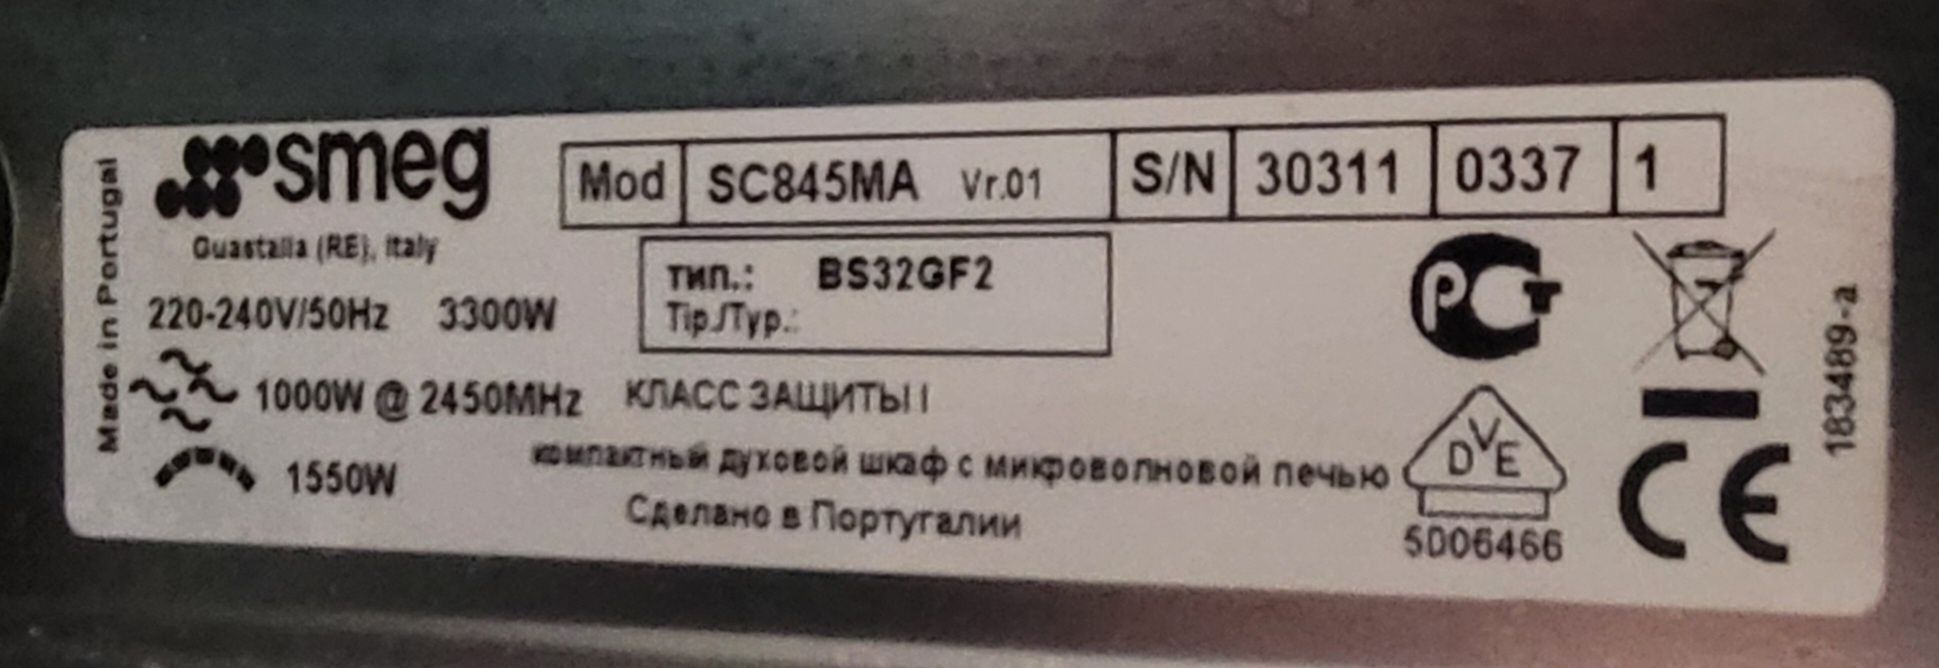 smeg
Guastalla (RE), Italy
Mod SC845MA Vr.01 S/N 30311 0337 1
тип.: BS32GF2
Tip./Typ.:
220-240V/50Hz 3300W
1000W @ 2450MHz КЛАСС ЗАЩИТЫ I
1550W
компактный духовой шкаф с микроволновой печью
Сделано в Португалии
Made in Portugal
РСТ
DVE
5006466
CE
183489-a